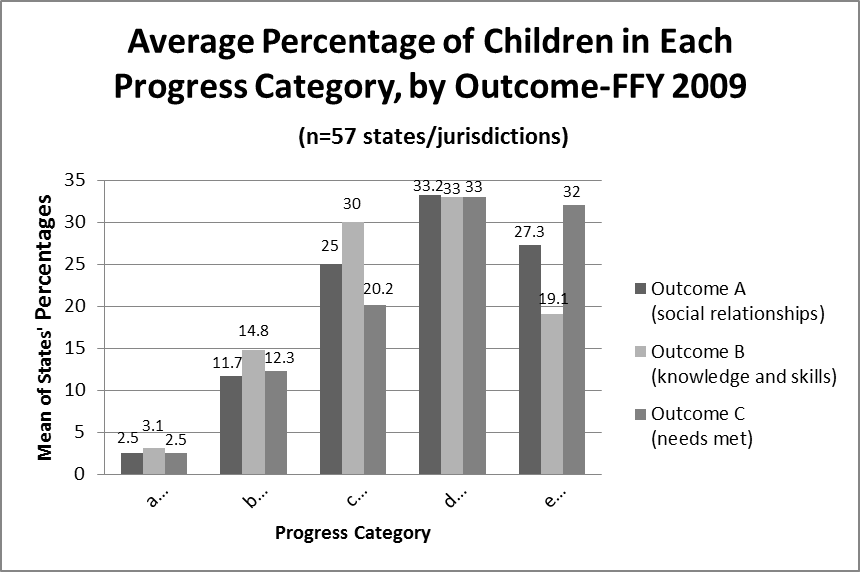 Average Percentage of Children in Each
Progress Category, by Outcome-FFY 2009
(n=57 states/jurisdictions)
Mean of States' Percentages
35
30
25
20
15
10
5
0
2.5
3.1
2.5
11.7
14.8
12.3
25
30
20.2
33.2
33
33
27.3
19.1
32
a...
b...
c...
d...
e...
Progress Category
Outcome A
(social relationships)
Outcome B
(knowledge and skills)
Outcome C
(needs met)